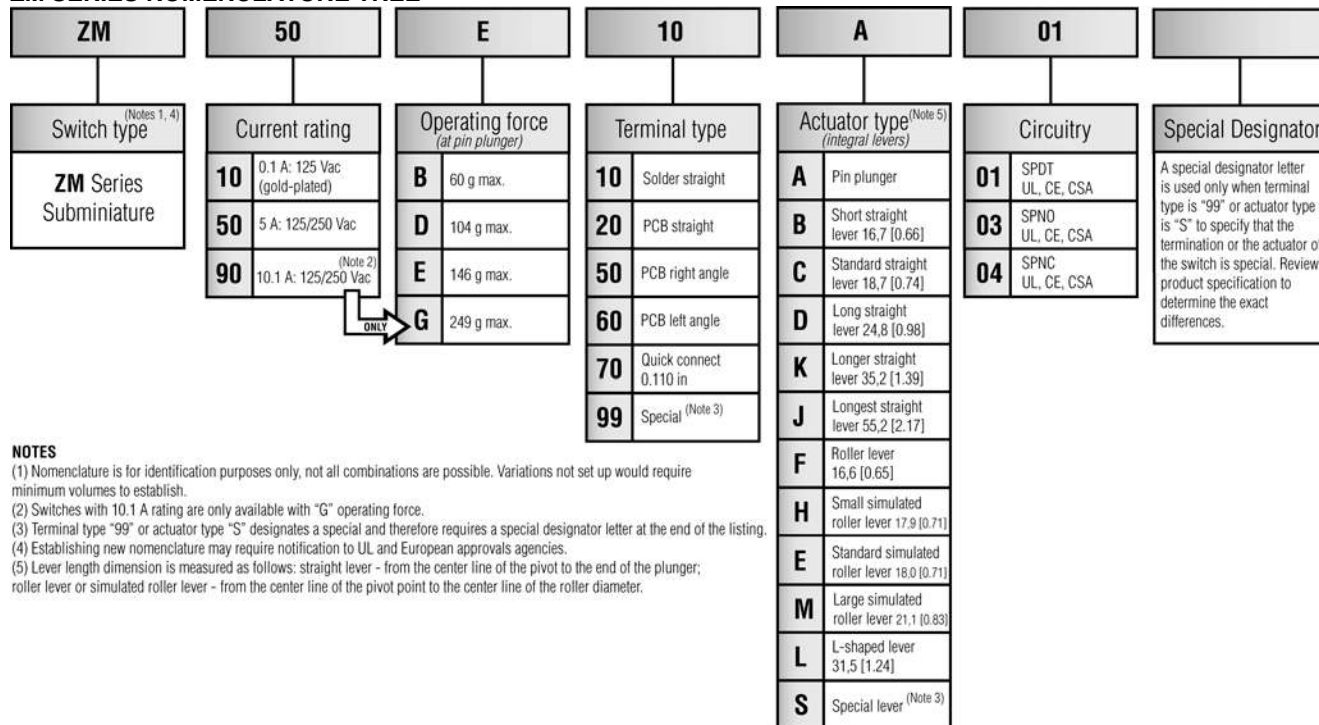 ZM
50
E
10
A
01
Switch type (Notes 1, 4)
ZM Series
Subminiature
Current rating
10 0.1 A: 125 Vac
(gold-plated)
50 5 A: 125/250 Vac
(Note 2)
90 10.1 A: 125/250 Vac
ONLY
Operating force
(at pin plunger)
B 60 g max.
D 104 g max.
E 146 g max.
G 249 g max.
Terminal type
10 Solder straight
20 PCB straight
50 PCB right angle
60 PCB left angle
70 Quick connect
0.110 in
99 Special (Note 3)
Actuator type (Note 5)
(integral levers)
A Pin plunger
B Short straight
lever 16,7 [0.66]
C Standard straight
lever 18,7 [0.74]
D Long straight
lever 24,8 [0.98]
K Longer straight
lever 35,2 [1.39]
J Longest straight
lever 55,2 [2.17]
F Roller lever
16,6 [0.65]
H Small simulated
roller lever 17,9 [0.71]
E Standard simulated
roller lever 18,0 [0.71]
M Large simulated
roller lever 21,1 [0.83]
L L-shaped lever
31,5 [1.24]
S Special lever (Note 3)
Circuitry
01 SPDT
UL, CE, CSA
03 SPNO
UL, CE, CSA
04 SPNC
UL, CE, CSA
Special Designator
A special designator letter
is used only when terminal
type is "99" or actuator type
is "S" to specify that the
termination or the actuator of
the switch is special. Review
product specification to
determine the exact
differences.
NOTES
(1) Nomenclature is for identification purposes only, not all combinations are possible. Variations not set up would require
minimum volumes to establish.
(2) Switches with 10.1 A rating are only available with "G" operating force.
(3) Terminal type "99" or actuator type "S" designates a special and therefore requires a special designator letter at the end of the listing.
(4) Establishing new nomenclature may require notification to UL and European approvals agencies.
(5) Lever length dimension is measured as follows: straight lever - from the center line of the pivot to the end of the plunger;
roller lever or simulated roller lever - from the center line of the pivot point to the center line of the roller diameter.